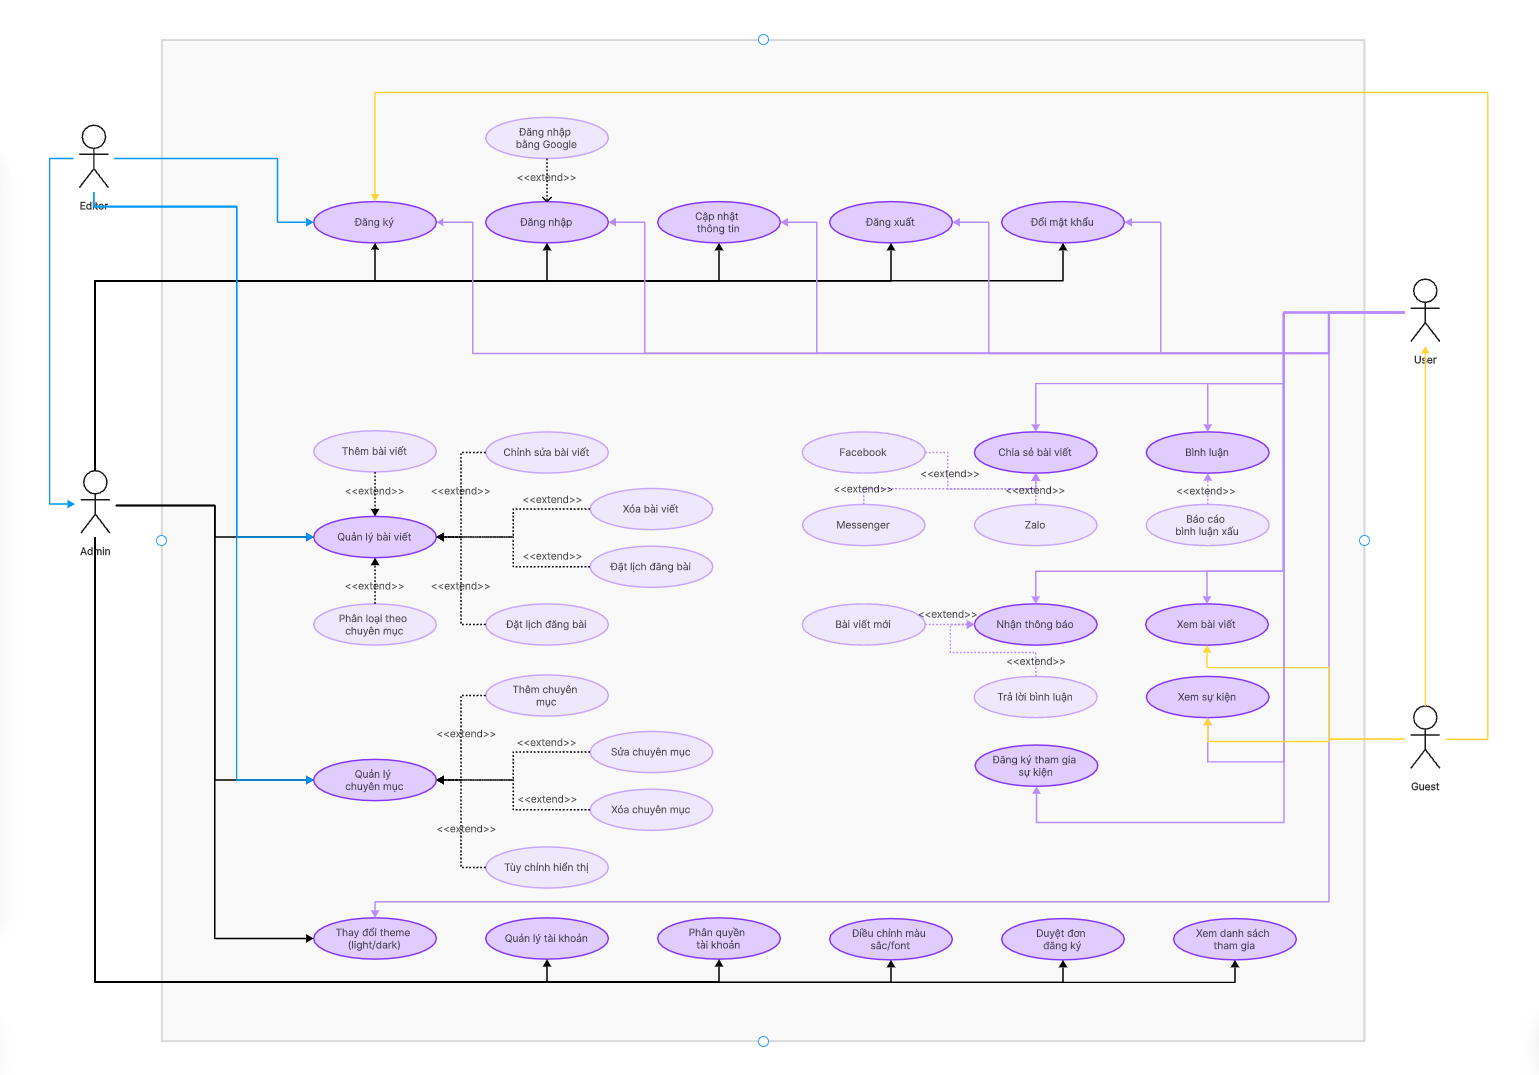 Đăng nhập
bằng Google
<<extend>>
Editor
Đăng ký
Đăng nhập
Cập nhật
thông tin
Đăng xuất
Đổi mật khẩu
User
Thêm bài viết
Chỉnh sửa bài viết
Facebook
Chia sẻ bài viết
Bình luận
<<extend>>
<<extend>>
<<extend>>
<<extend>>
<<extend>>
<<extend>>
<<extend>>
Xóa bài viết
Messenger
Zalo
Báo cáo
bình luận xấu
Admin
Quản lý bài viết
<<extend>>
Đặt lịch đăng bài
<<extend>>
<<extend>>
Phân loại theo
chuyên mục
Đặt lịch đăng bài
Bài viết mới
<<extend>>
Nhận thông báo
Xem bài viết
<<extend>>
Thêm chuyên
mục
Trả lời bình luận
Xem sự kiện
<<extend>>
<<extend>>
Sửa chuyên mục
Đăng ký tham gia
sự kiện
Quản lý
chuyên mục
Guest
<<extend>>
Xóa chuyên mục
<<extend>>
Tùy chỉnh hiển thị
Thay đổi theme
(light/dark)
Quản lý tài khoản
Phân quyền
tài khoản
Điều chỉnh màu
sắc/font
Duyệt đơn
đăng ký
Xem danh sách
tham gia